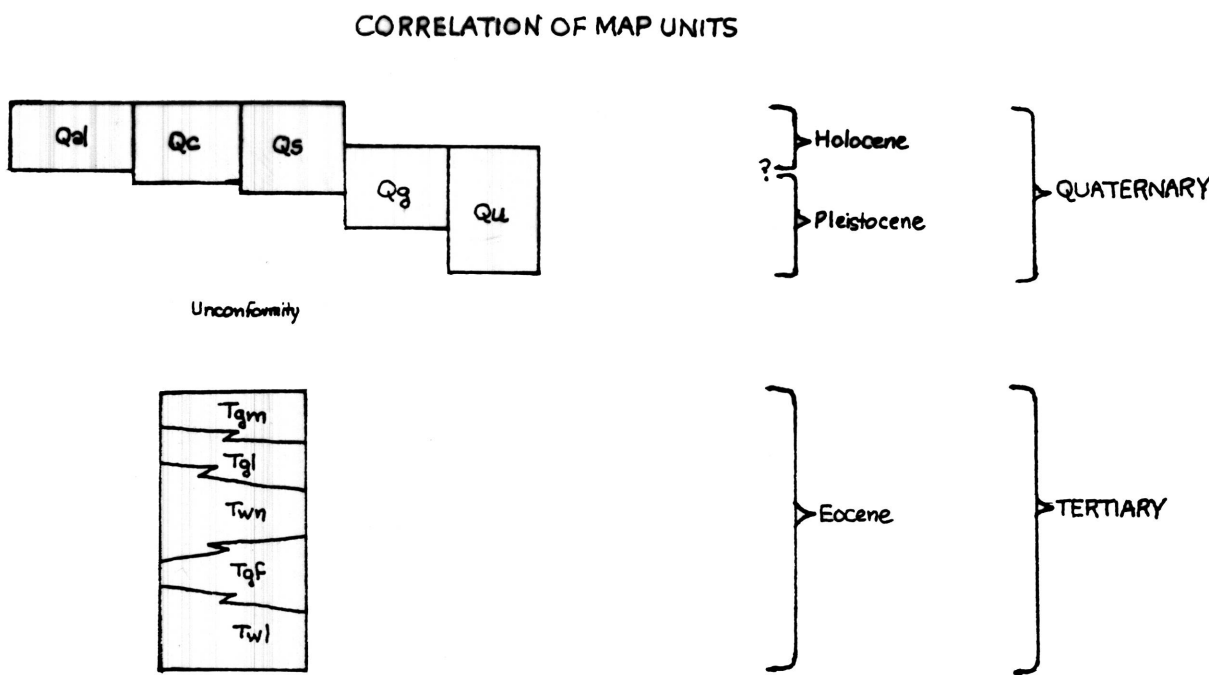 CORRELATION OF MAP UNITS
Qal
Qc
Qs
Qg
Qu
Holocene
?
Pleistocene
QUATERNARY
Unconformity
Tgm
Tgl
Twn
Tgf
Twl
Eocene
TERTIARY